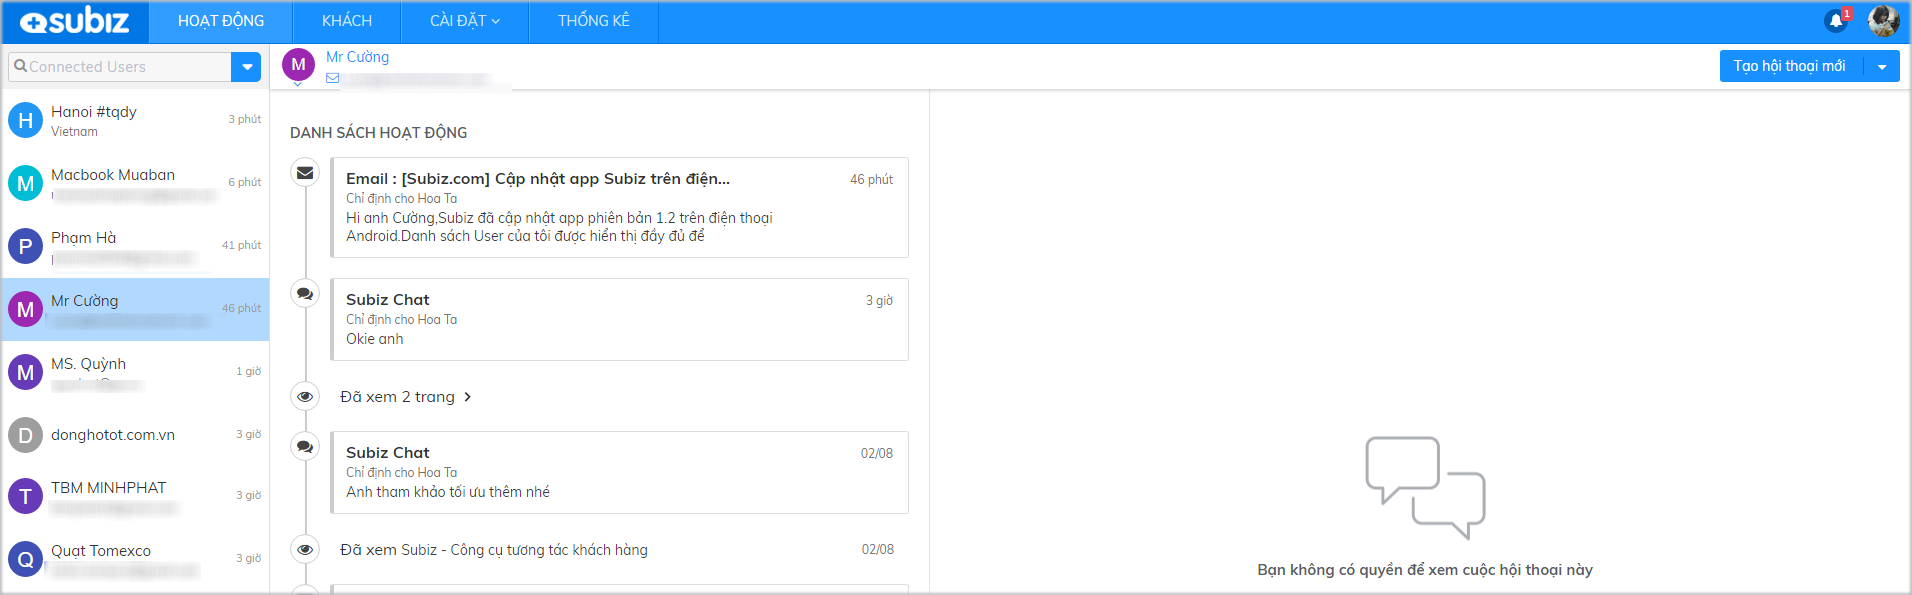 subiz
HOẠT ĐỘNG
KHÁCH
CÀI ĐẶT
THỐNG KÊ
1
Connected Users
M
Mr Cường
Tạo hội thoại mới
H
Hanoi #tqdy
3 phút
Vietnam
M
Macbook Muaban
6 phút
P
Phạm Hà
41 phút
M
Mr Cường
46 phút
M
MS. Quỳnh
1 giờ
D
donghotot.com.vn
3 giờ
T
TBM MINHPHAT
3 giờ
Q
Quạt Tomexco
3 giờ
DANH SÁCH HOẠT ĐỘNG
Email : [Subiz.com] Cập nhật app Subiz trên điện...
46 phút
Chỉ định cho Hoa Ta
Hi anh Cường,Subiz đã cập nhật app phiên bản 1.2 trên điện thoại
Android.Danh sách User của tôi được hiển thị đầy đủ để
Subiz Chat
3 giờ
Chỉ định cho Hoa Ta
Okie anh
Đã xem 2 trang
Subiz Chat
02/08
Chỉ định cho Hoa Ta
Anh tham khảo tối ưu thêm nhé
Đã xem Subiz - Công cụ tương tác khách hàng
02/08
Bạn không có quyền để xem cuộc hội thoại này